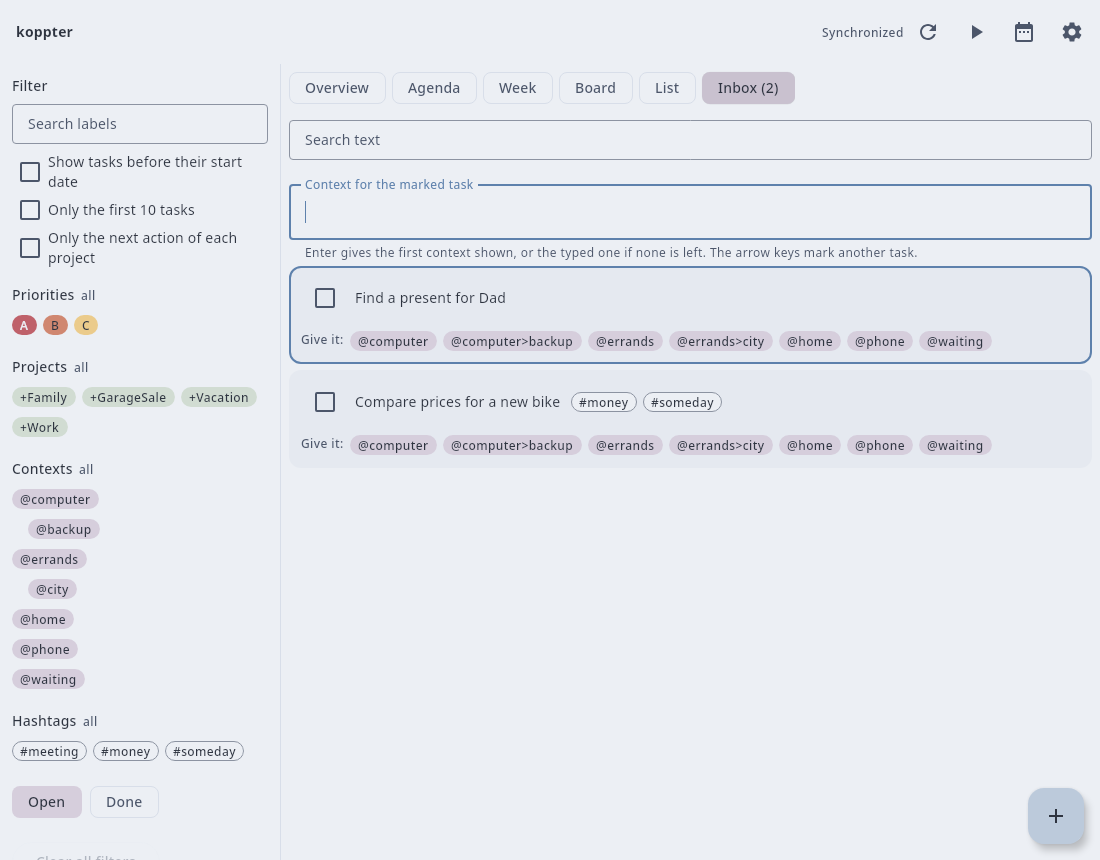 koppter
Synchronized
Filter
Search labels
Show tasks before their start
date
Only the first 10 tasks
Only the next action of each
project
Priorities all
A B C
Projects all
+Family +GarageSale +Vacation
+Work
Contexts all
@computer
@backup
@errands
@city
@home
@phone
@waiting
Hashtags all
#meeting #money #someday
Open Done
Clear all filters
Overview Agenda Week Board List Inbox (2)
Search text
Context for the marked task
Enter gives the first context shown, or the typed one if none is left. The arrow keys mark another task.
Find a present for Dad
Give it: @computer @computer>backup @errands @errands>city @home @phone @waiting
Compare prices for a new bike #money #someday
Give it: @computer @computer>backup @errands @errands>city @home @phone @waiting
+